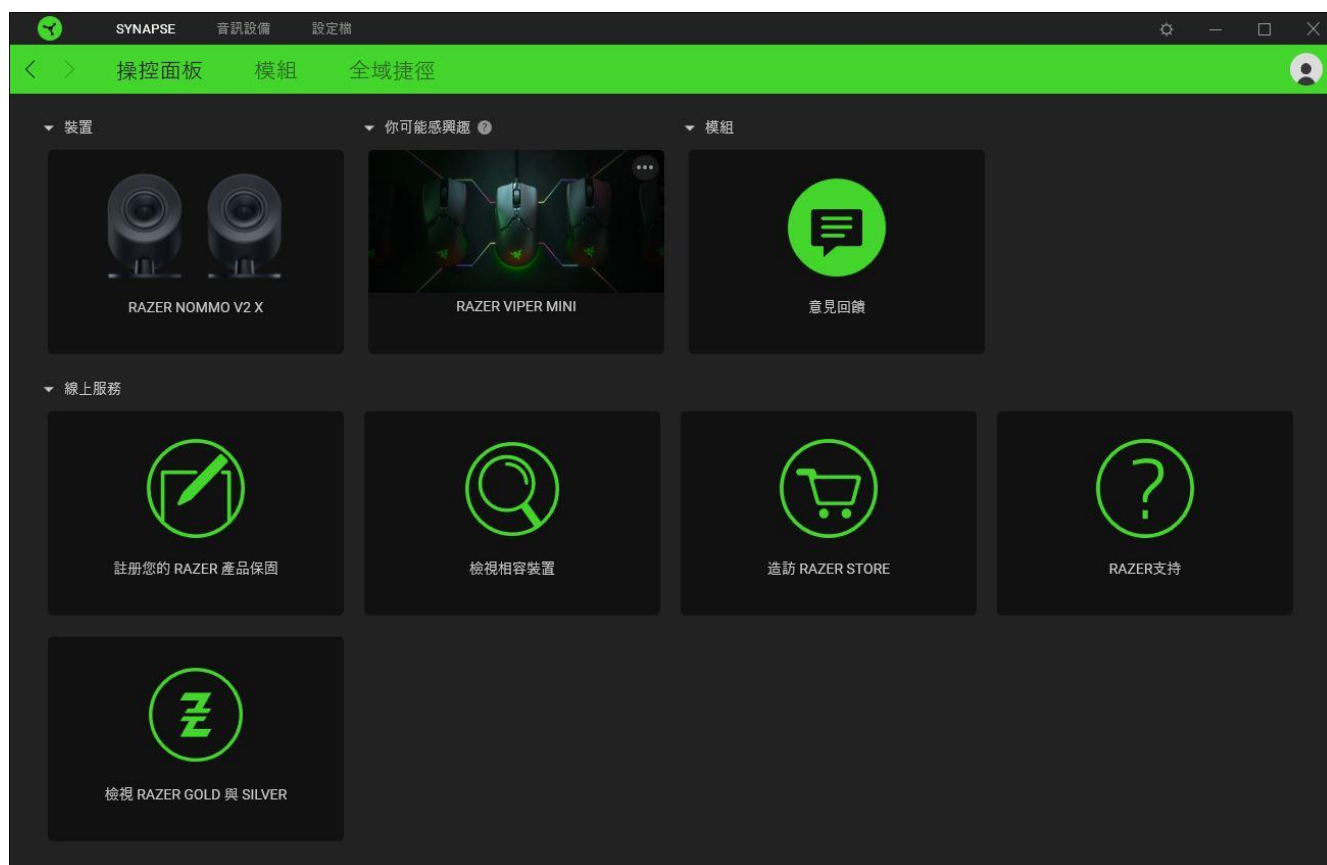 SYNAPSE 音訊設備 設定檔
操控面板 模組 全域捷徑
裝置 你可能感興趣 ? 模組
RAZER NOMMO V2 X RAZER VIPER MINI 意見回饋
線上服務
註册您的 RAZER 產品保固 檢視相容裝置 造訪 RAZER STORE RAZER支持
檢視 RAZER GOLD 與 SILVER